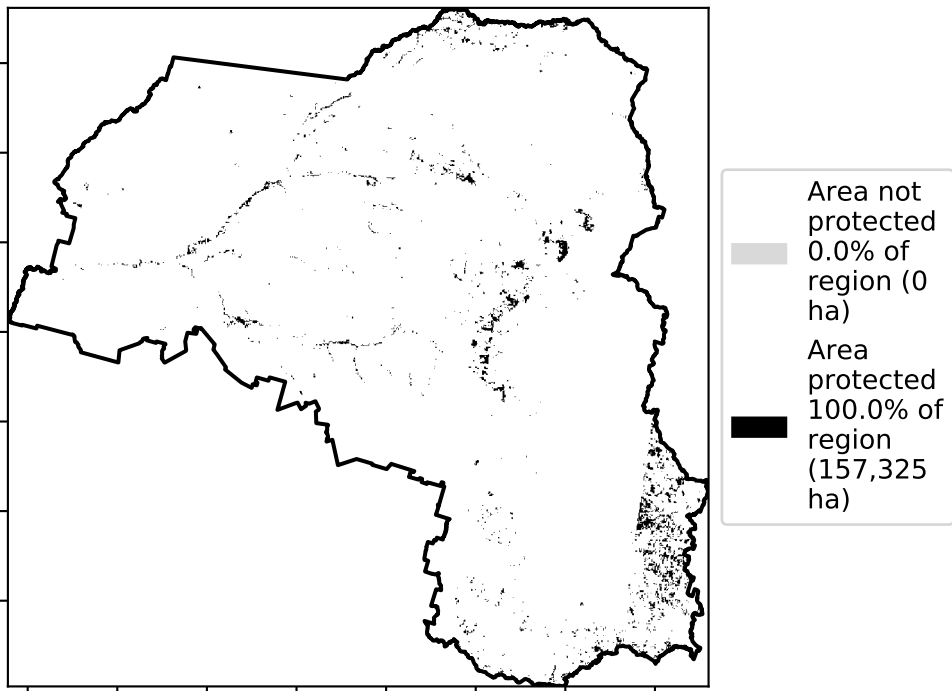 Area not
protected
0.0% of
region (0
ha)
Area
protected
100.0% of
region
(157,325
ha)